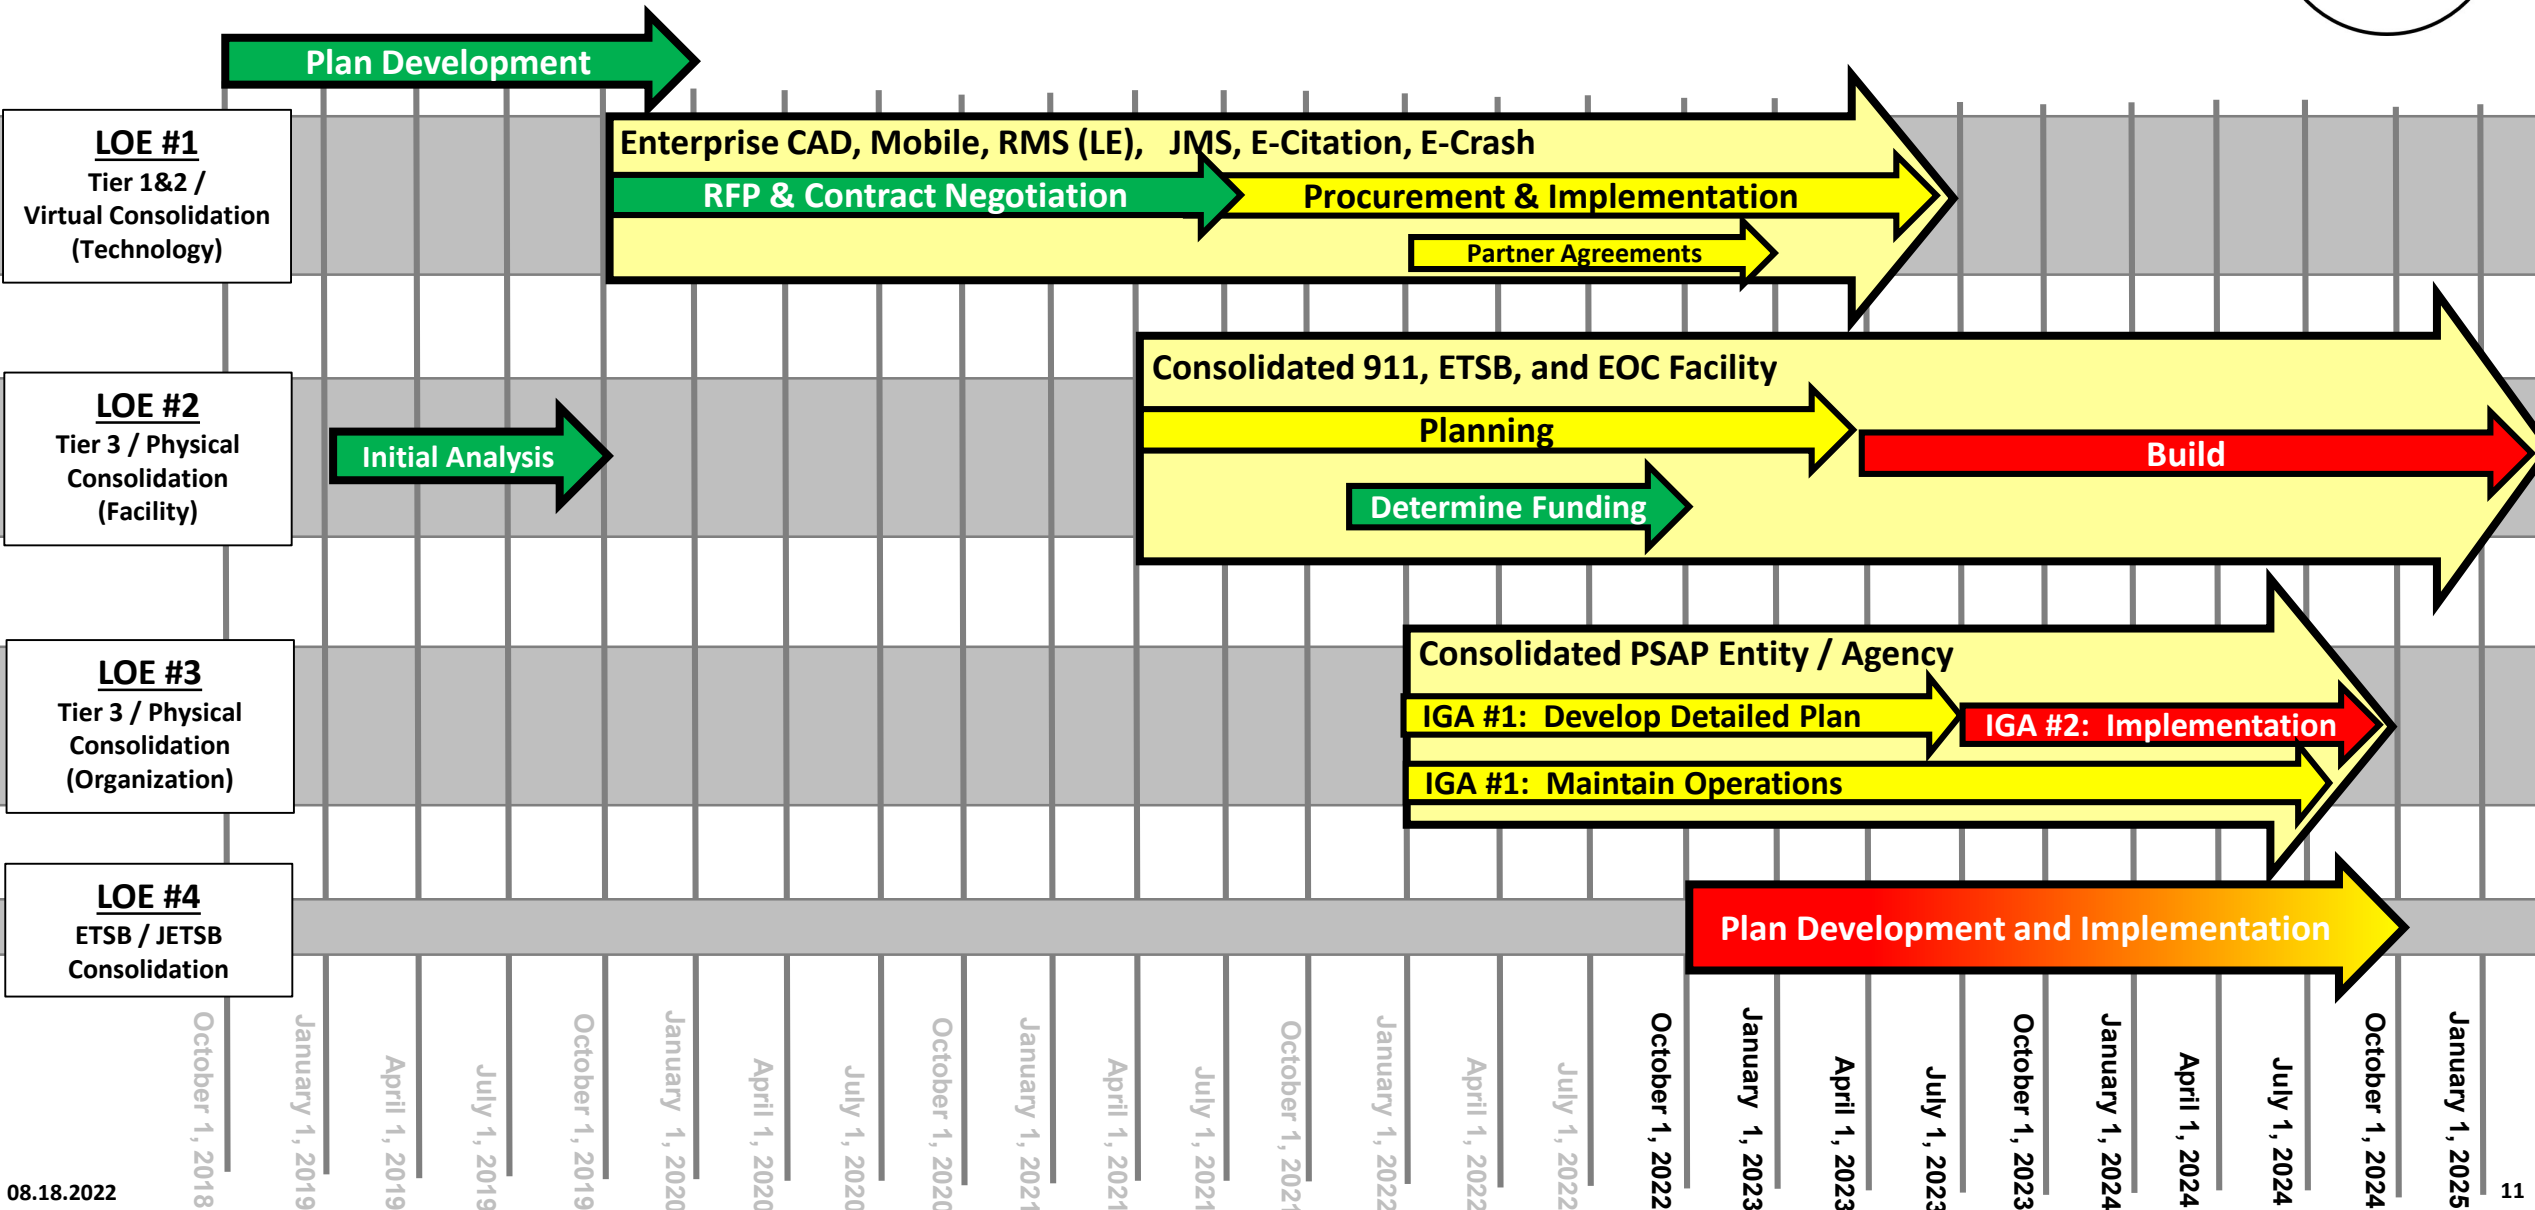 Plan Development
LOE #1
Tier 1&2 /
Virtual Consolidation
(Technology)
Enterprise CAD, Mobile, RMS (LE),   JMS, E-Citation, E-Crash
RFP & Contract Negotiation
Procurement & Implementation
Partner Agreements
LOE #2
Tier 3 / Physical
Consolidation
(Facility)
Initial Analysis
Consolidated 911, ETSB, and EOC Facility
Planning
Build
Determine Funding
LOE #3
Tier 3 / Physical
Consolidation
(Organization)
Consolidated PSAP Entity / Agency
IGA #1:  Develop Detailed Plan
IGA #2:  Implementation
IGA #1:  Maintain Operations
LOE #4
ETSB / JETSB
Consolidation
Plan Development and Implementation
October 1, 2018
January 1, 2019
April 1, 2019
July 1, 2019
October 1, 2019
January  1, 2020
April 1, 2020
July 1, 2020
October 1, 2020
January 1, 2021
April 1, 2021
July 1, 2021
October 1, 2021
January 1, 2022
April 1, 2022
July 1, 2022
October 1, 2022
January  1, 2023
April 1, 2023
July 1, 2023
October 1, 2023
January 1, 2024
April 1, 2024
July 1, 2024
October 1, 2024
January 1, 2025
08.18.2022
11